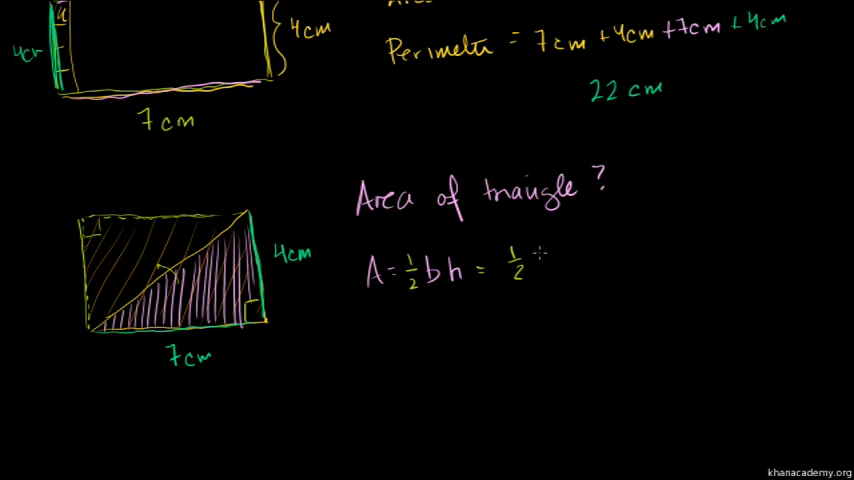 4cm
Perimeter = 7cm +4cm +7cm +4cm
4cm
22 cm
7cm
Area of triangle?
A = 1/2 bh = 1/2
4cm
7cm
khanacademy.org